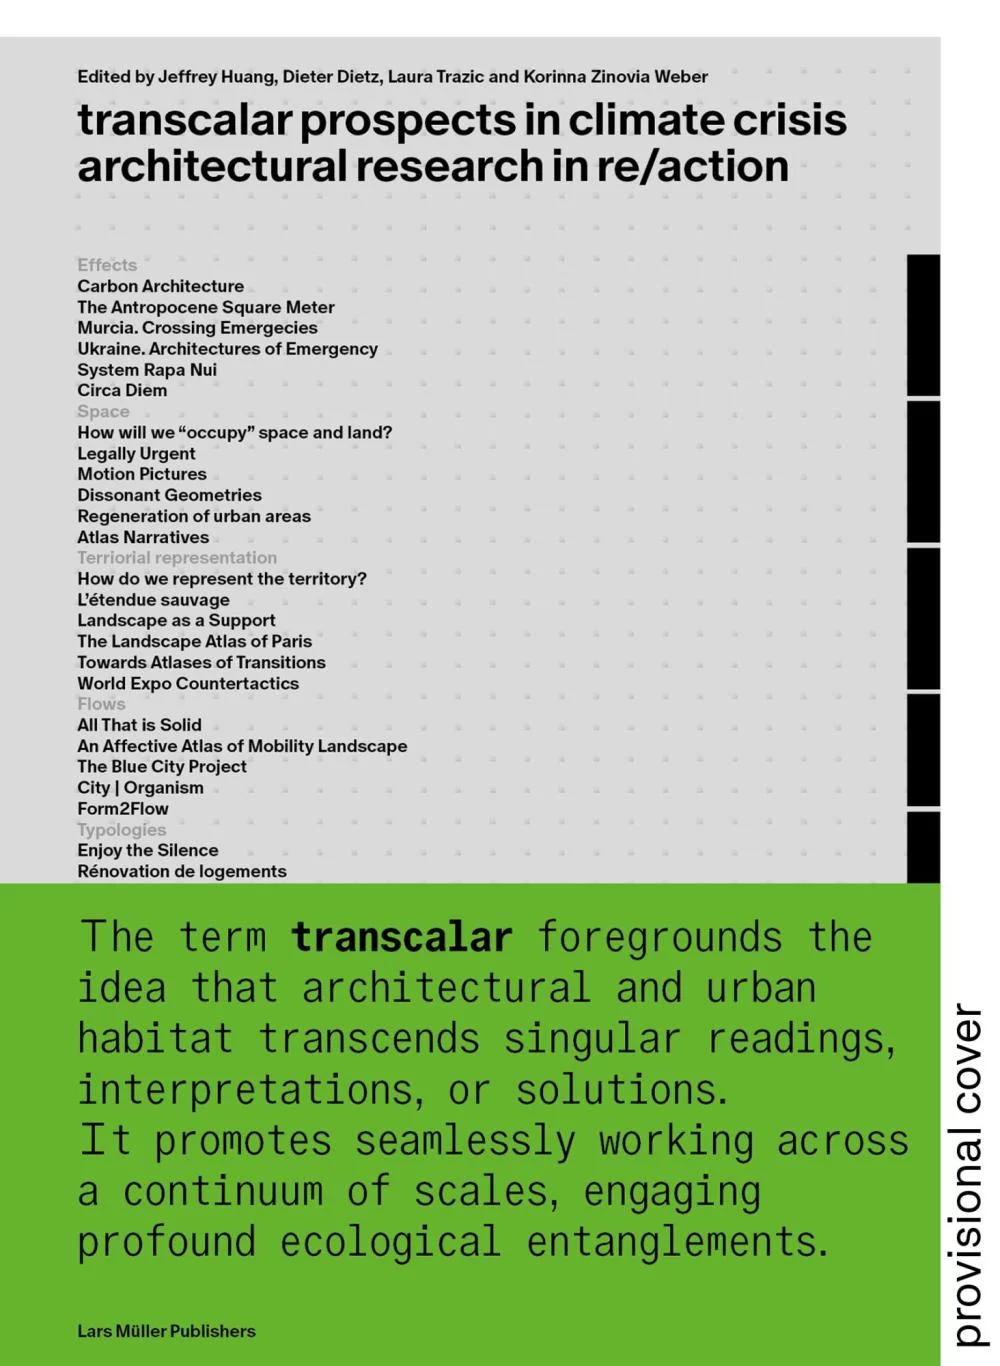 Edited by Jeffrey Huang, Dieter Dietz, Laura Trazic and Korinna Zinovia Weber
transcalar prospects in climate crisis
architectural research in re/action
Effects
Carbon Architecture
The Antropocene Square Meter
Murcia. Crossing Emergecies
Ukraine. Architectures of Emergency
System Rapa Nui
Circa Diem
Space
How will we “occupy” space and land?
Legally Urgent
Motion Pictures
Dissonant Geometries
Regeneration of urban areas
Atlas Narratives
Terriorial representation
How do we represent the territory?
L’étendue sauvage
Landscape as a Support
The Landscape Atlas of Paris
Towards Atlases of Transitions
World Expo Countertactics
Flows
All That is Solid
An Affective Atlas of Mobility Landscape
The Blue City Project
City | Organism
Form2Flow
Typologies
Enjoy the Silence
Rénovation de logements
The term transcalar foregrounds the
idea that architectural and urban
habitat transcends singular readings,
interpretations, or solutions.
It promotes seamlessly working across
a continuum of scales, engaging
profound ecological entanglements.
Lars Müller Publishers
provisional cover